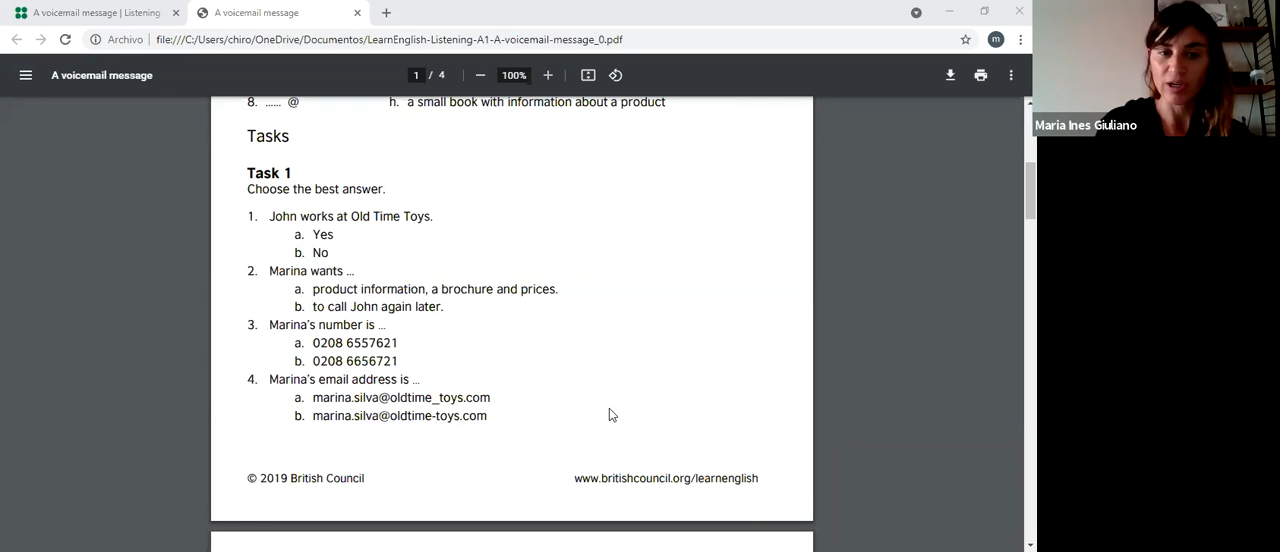 A voicemail message | Listening
A voicemail message
Archivo
file:///C:/Users/chiro/OneDrive/Documentos/LearnEnglish-Listening-A1-A-voicemail-message_0.pdf
m
A voicemail message
1 / 4
100%
8. ...... @ h. a small book with information about a product
Tasks
Task 1
Choose the best answer.
1. John works at Old Time Toys.
a. Yes
b. No
2. Marina wants ...
a. product information, a brochure and prices.
b. to call John again later.
3. Marina's number is ...
a. 0208 6557621
b. 0208 6656721
4. Marina's email address is ...
a. marina.silva@oldtime_toys.com
b. marina.silva@oldtime-toys.com
© 2019 British Council www.britishcouncil.org/learnenglish
Maria Ines Giuliano